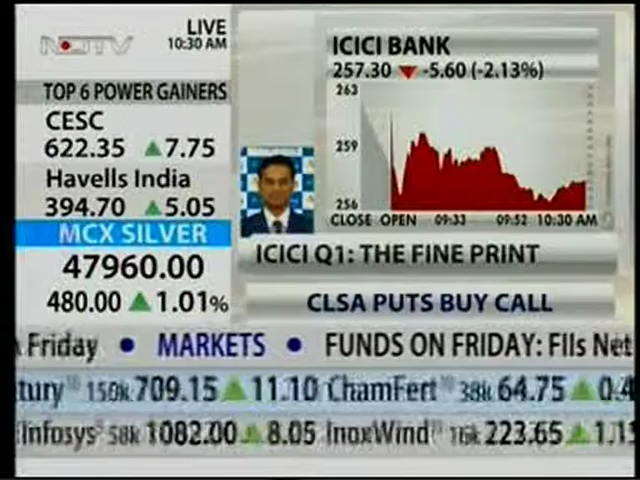 NDTV
LIVE
10:30 AM
TOP 6 POWER GAINERS
CESC
622.35 ▲7.75
Havells India
394.70 ▲5.05
MCX SILVER
47960.00
480.00 ▲1.01%
ICICI BANK
257.30 ▼ -5.60 (-2.13%)
263
259
256
CLOSE OPEN 09:33 09:52 10:30 AM
ICICI Q1: THE FINE PRINT
CLSA PUTS BUY CALL
Friday • MARKETS • FUNDS ON FRIDAY: FIIs Net
tury 150k 709.15 ▲ 11.10 ChamFert 38k 64.75 ▲ 0.4
Infosys 58k 1082.00 ▲ 8.05 InoxWind 16k 223.65 ▲ 1.1